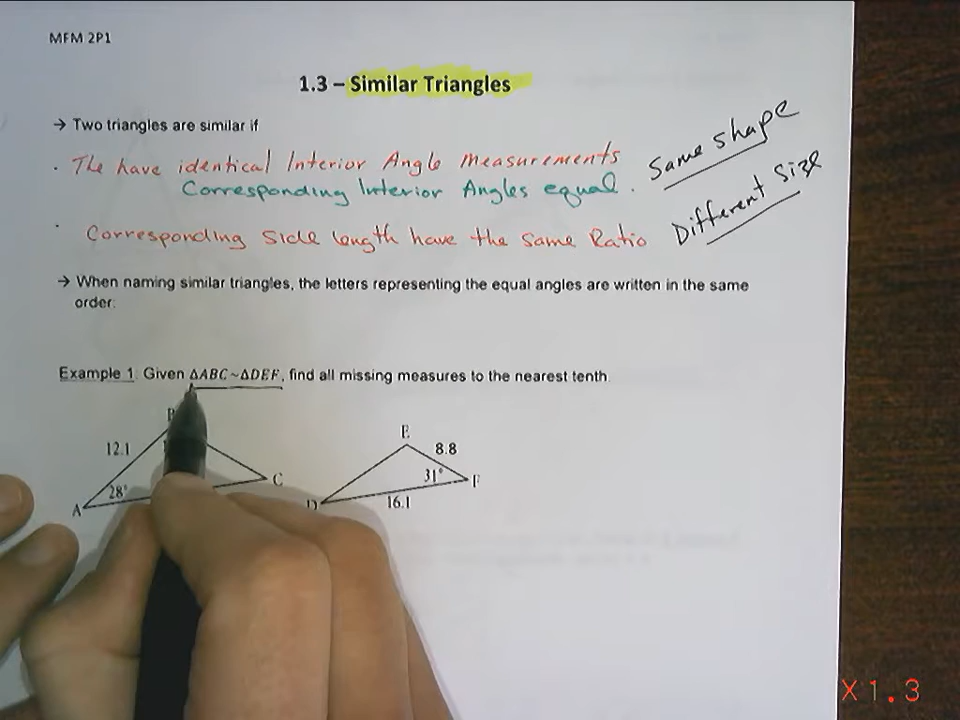 MFM 2P1
1.3 – Similar Triangles
→ Two triangles are similar if
· The have identical Interior Angle Measurements
Corresponding Interior Angles equal.
Same shape
Different Size
· Corresponding Side length have the same Ratio
→ When naming similar triangles, the letters representing the equal angles are written in the same
order:
Example 1: Given ΔABC~ΔDEF, find all missing measures to the nearest tenth.
B
12.1
28°
A
C
E
8.8
31°
F
D
16.1
X1.3